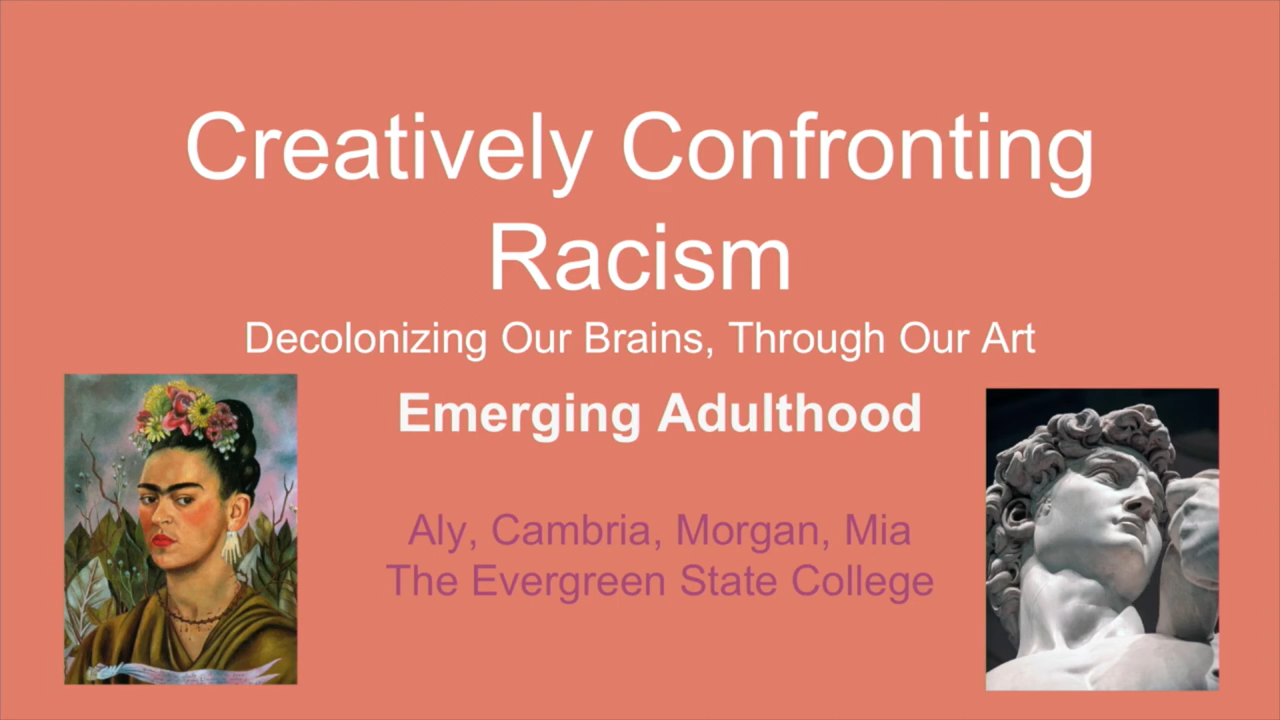 Creatively Confronting
Racism
Decolonizing Our Brains, Through Our Art
Emerging Adulthood
Aly, Cambria, Morgan, Mia
The Evergreen State College